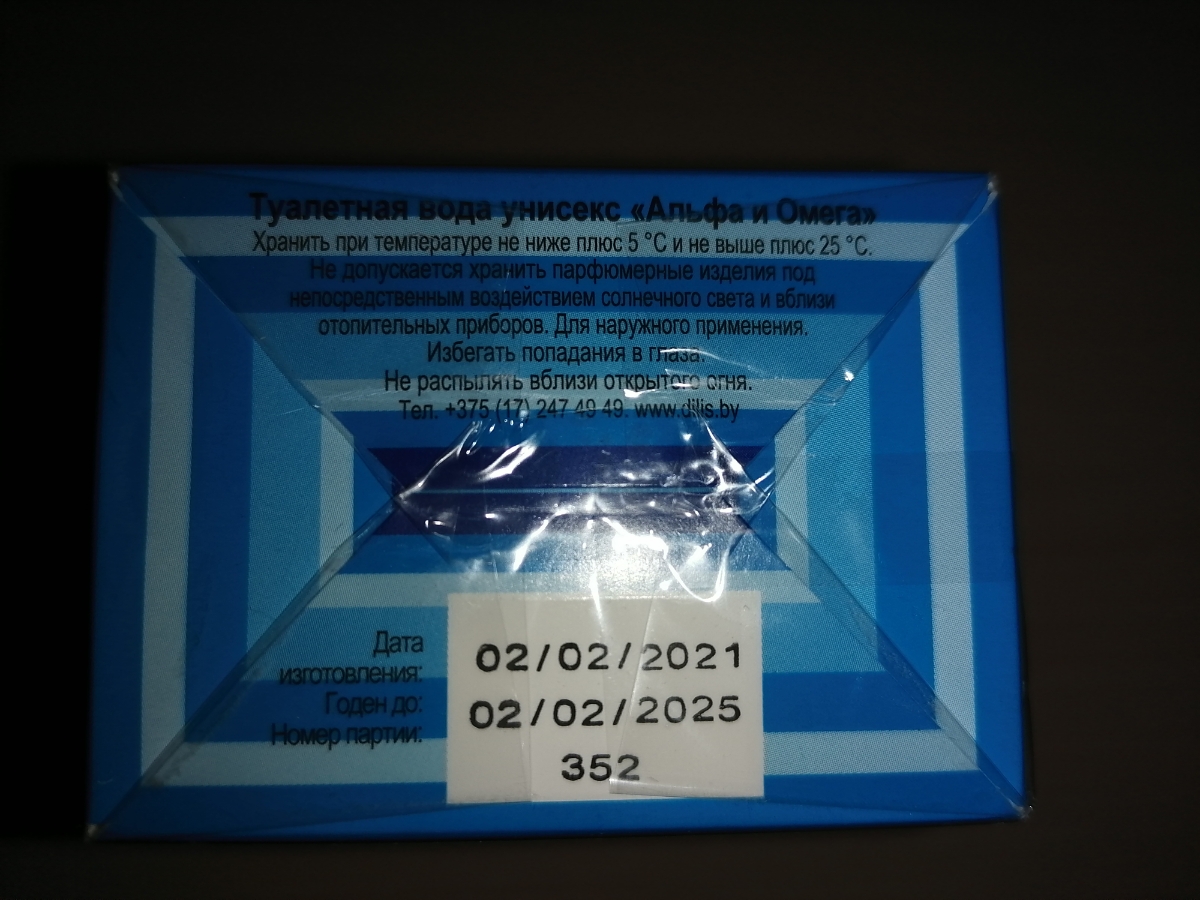 Туалетная вода унисекс «Альфа и Омега»
Хранить при температуре не ниже плюс 5 °С и не выше плюс 25 °С.
Не допускается хранить парфюмерные изделия под
непосредственным воздействием солнечного света и вблизи
отопительных приборов. Для наружного применения.
Избегать попадания в глаза.
Не распылять вблизи открытого огня.
Тел. +375 (17) 247 49 49. www.dilis.by
Дата
изготовления:
02/02/2021
Годен до:
02/02/2025
Номер партии:
352